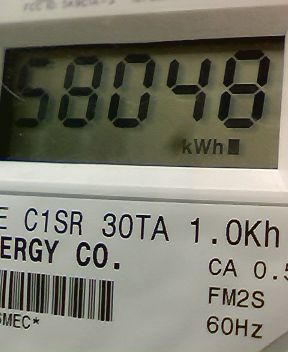 58048
kWh
E C1SR 30TA 1.0Kh
ERGY CO.
CA 0.5
FM2S
SMEC*
60Hz